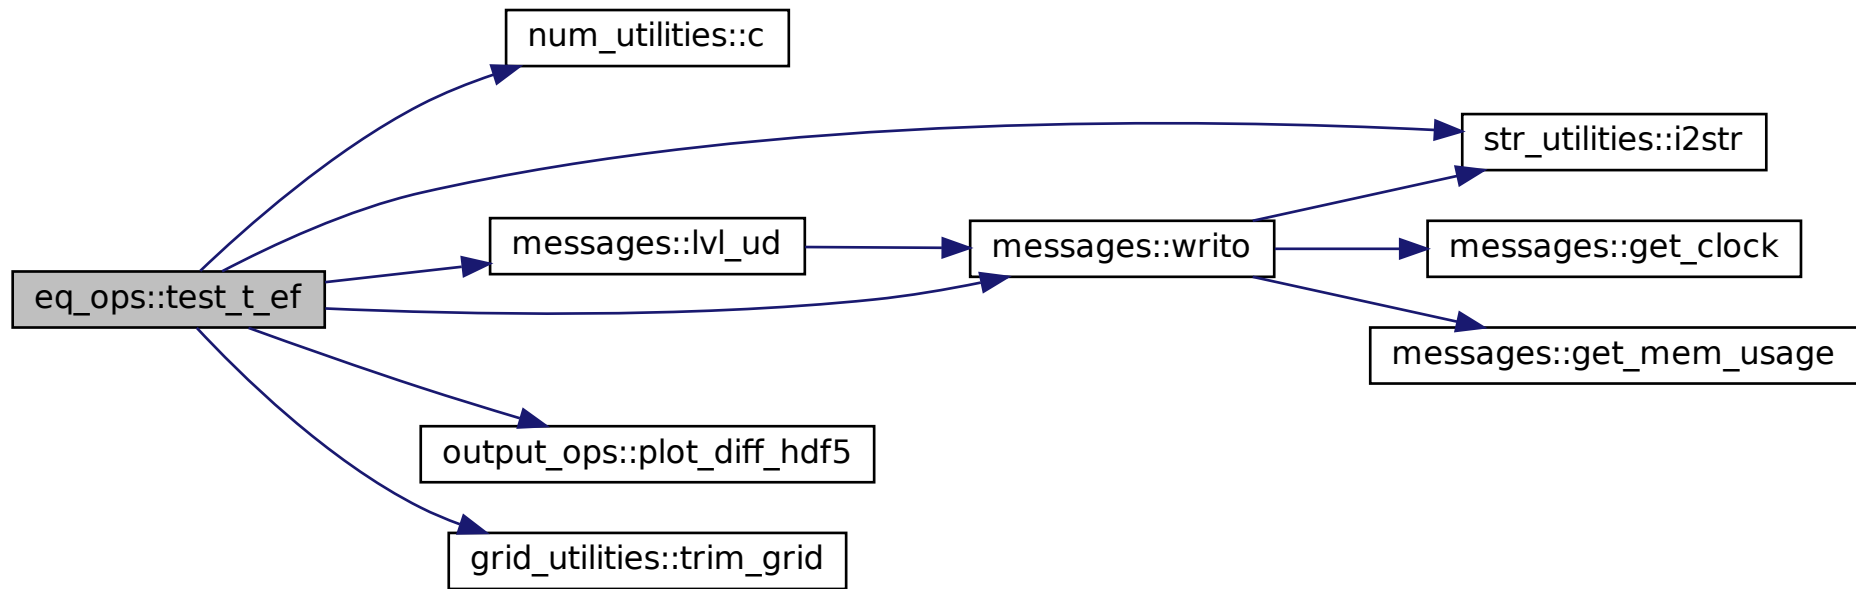 num_utilities::c
str_utilities::i2str
messages::lvl_ud
messages::writo
messages::get_clock
eq_ops::test_t_ef
messages::get_mem_usage
output_ops::plot_diff_hdf5
grid_utilities::trim_grid